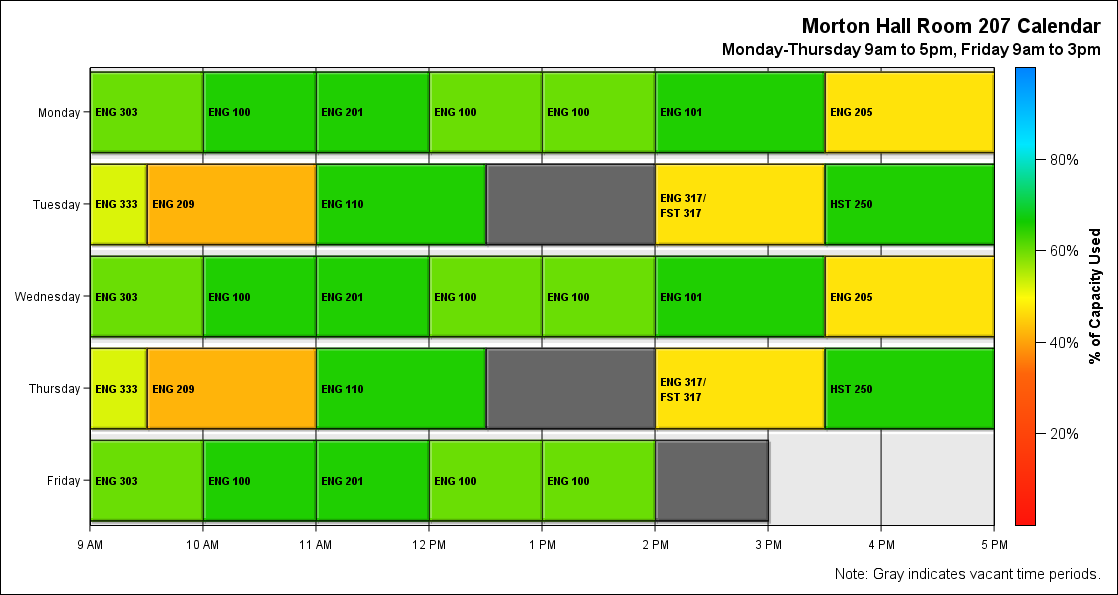 Morton Hall Room 207 Calendar
Monday-Thursday 9am to 5pm, Friday 9am to 3pm
Monday
ENG 303
ENG 100
ENG 201
ENG 100
ENG 100
ENG 101
ENG 205
Tuesday
ENG 333
ENG 209
ENG 110
ENG 317/
FST 317
HST 250
Wednesday
ENG 303
ENG 100
ENG 201
ENG 100
ENG 100
ENG 101
ENG 205
Thursday
ENG 333
ENG 209
ENG 110
ENG 317/
FST 317
HST 250
Friday
ENG 303
ENG 100
ENG 201
ENG 100
ENG 100
9 AM
10 AM
11 AM
12 PM
1 PM
2 PM
3 PM
4 PM
5 PM
80%
60%
40%
20%
% of Capacity Used
Note: Gray indicates vacant time periods.